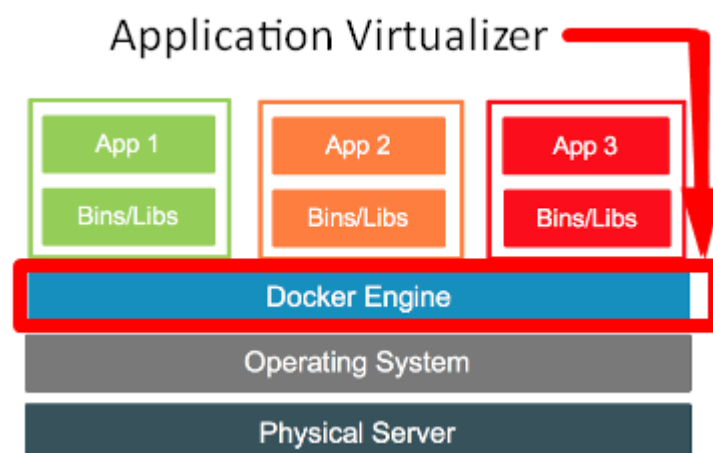 Application Virtualizer
App 1
App 2
App 3
Bins/Libs
Bins/Libs
Bins/Libs
Docker Engine
Operating System
Physical Server